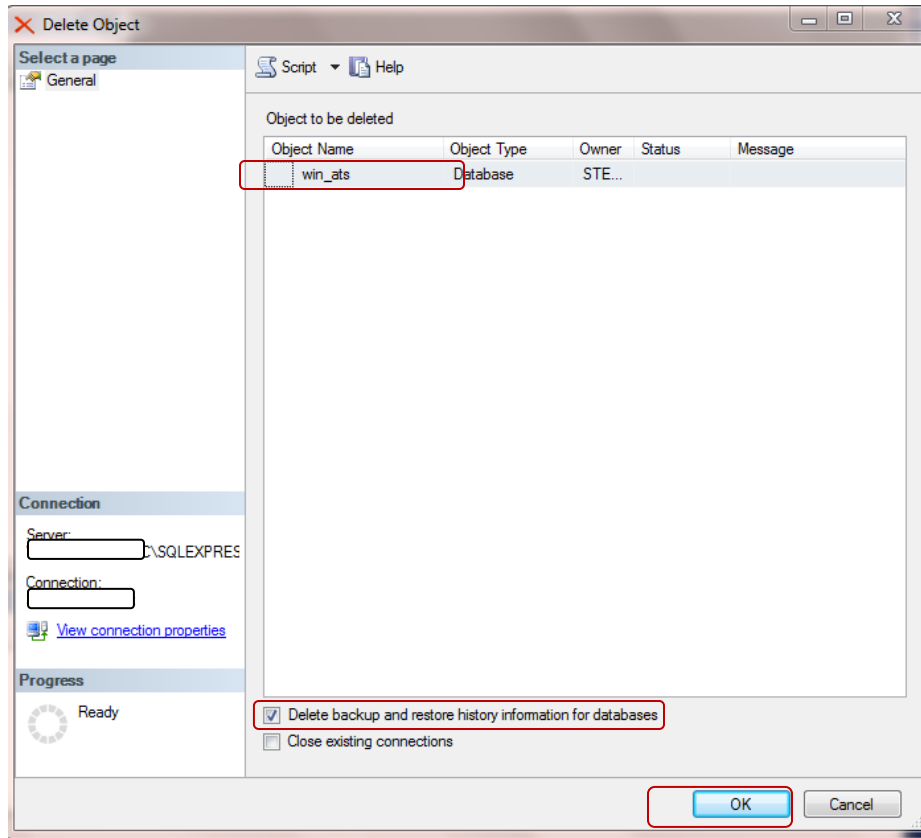 Delete Object
Select a page
General
Script Help
Object to be deleted
Object Name Object Type Owner Status Message
win_ats Database STE...
Connection
Server:
\SQLEXPRES
Connection:
View connection properties
Progress
Ready
Delete backup and restore history information for databases
Close existing connections
OK Cancel